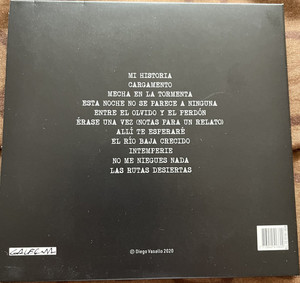 MI HISTORIA
CARGAMENTO
MECHA EN LA TORMENTA
ESTA NOCHE NO SE PARECE A NINGUNA
ENTRE EL OLVIDO Y EL PERDÓN
ÉRASE UNA VEZ (NOTAS PARA UN RELATO)
ALLÍ TE ESPERARÉ
EL RÍO BAJA CRECIDO
INTEMPERIE
NO ME NIEGUES NADA
LAS RUTAS DESIERTAS
© Diego Vasallo 2020